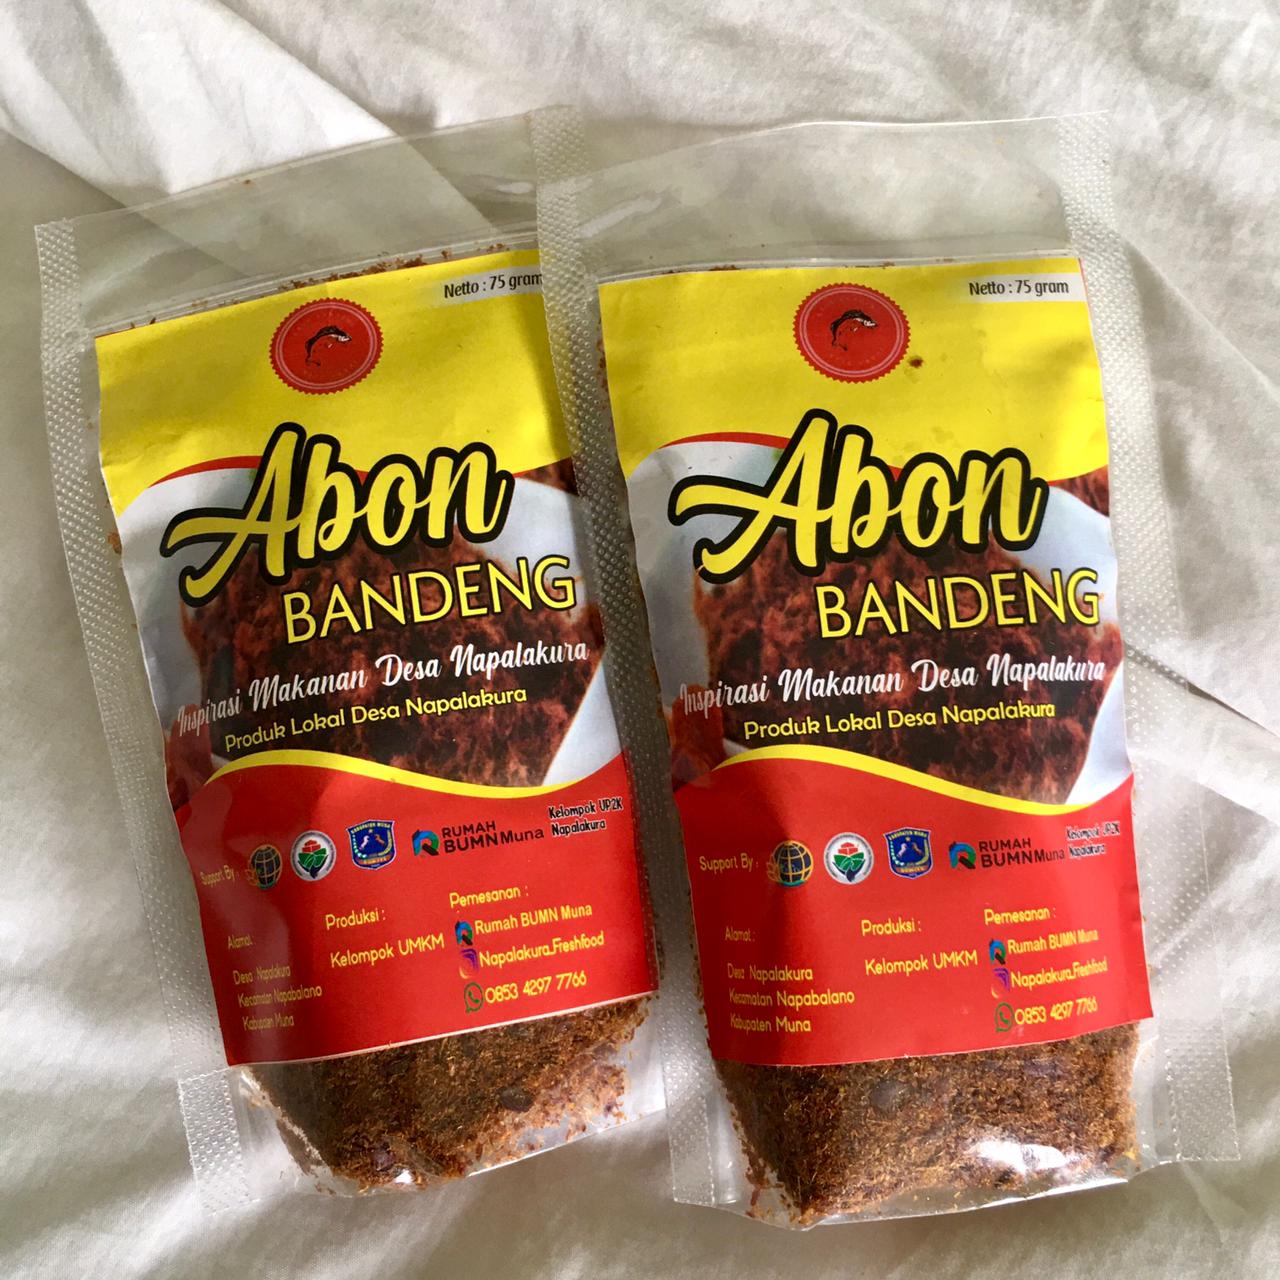 Netto : 75 gram
Abon
BANDENG
Inspirasi Makanan Desa Napalakura
Produk Lokal Desa Napalakura
Support By :
KABUPATEN MUNA
RUMAH
BUMN Muna
Kelompok UP2K
Napalakura
Alamat :
Desa Napalakura
Kecamatan Napabalano
Kabupaten Muna
Produksi :
Kelompok UMKM
Pemesanan :
Rumah BUMN Muna
Napalakura_Freshfood
0853 4297 7766
Netto : 75 gram
Abon
BANDENG
Inspirasi Makanan Desa Napalakura
Produk Lokal Desa Napalakura
Support By :
KABUPATEN MUNA
RUMAH
BUMN Muna
Kelompok UP2K
Napalakura
Alamat :
Desa Napalakura
Kecamatan Napabalano
Kabupaten Muna
Produksi :
Kelompok UMKM
Pemesanan :
Rumah BUMN Muna
Napalakura_Freshfood
0853 4297 7766